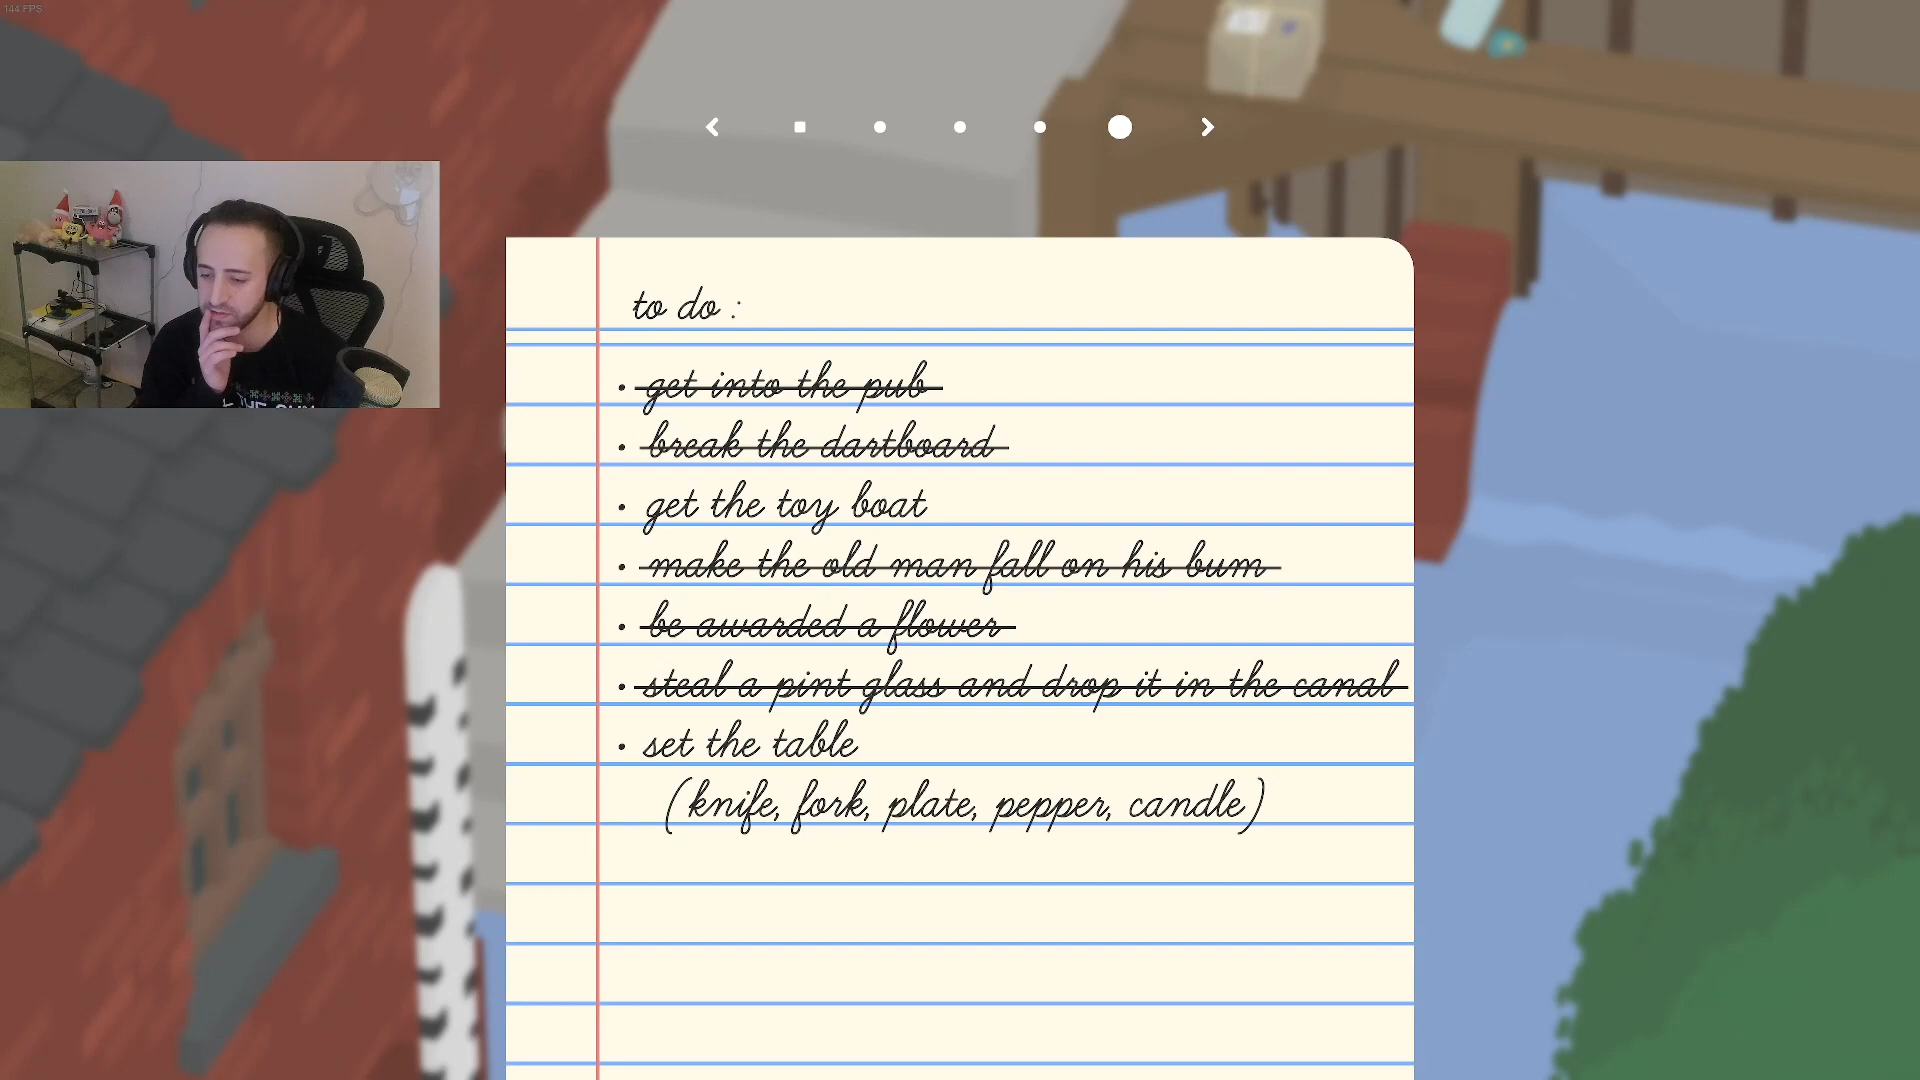 144 FPS
to do :
• get into the pub
• break the dartboard
• get the toy boat
• make the old man fall on his bum
• be awarded a flower
• steal a pint glass and drop it in the canal
• set the table
(knife, fork, plate, pepper, candle)